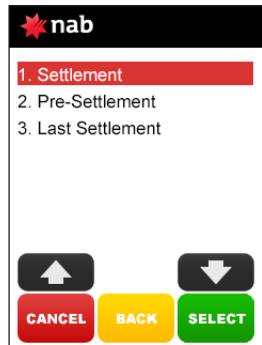 nab
1. Settlement
2. Pre-Settlement
3. Last Settlement
CANCEL BACK SELECT